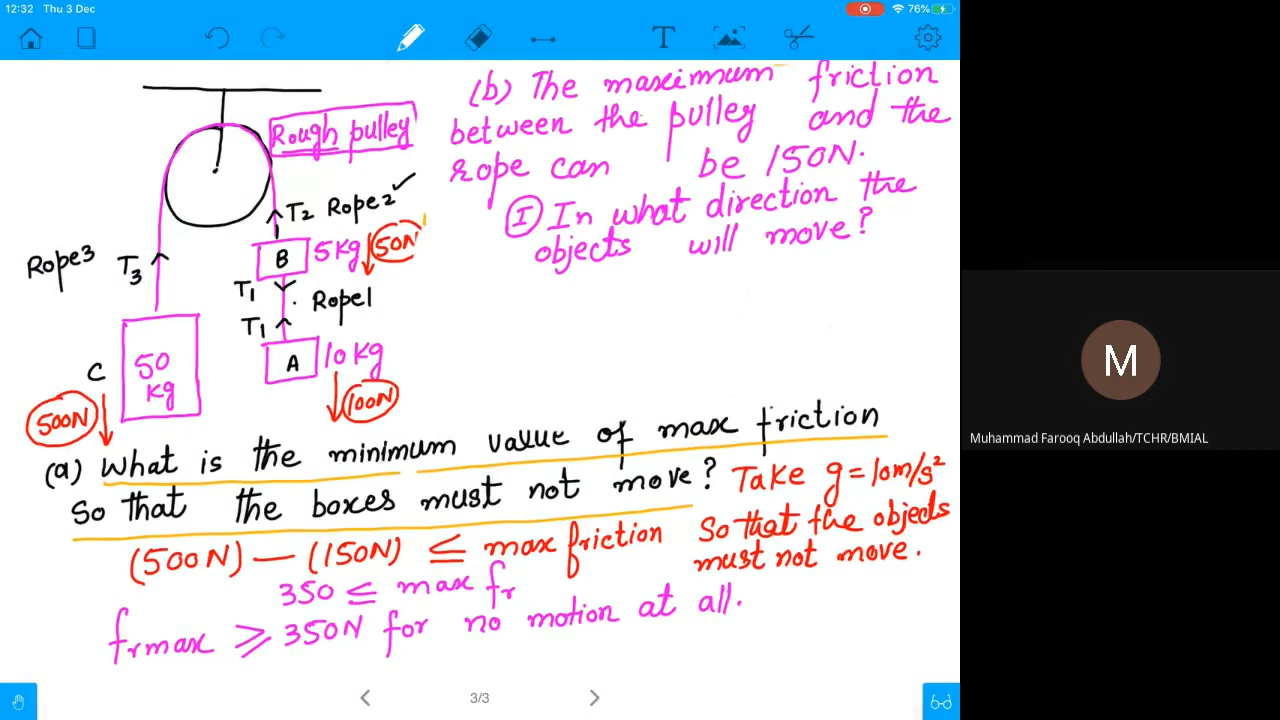 12:32 Thu 3 Dec
76%
T
(b) The maximum friction
between the pulley and the
rope can be 150N.
(I) In what direction the
objects will move?
Rough pulley
T2 Rope2
B 5Kg 50N
Rope3 T3
T1
Rope1
T1
A 10Kg
100N
C 50
Kg
500N
(a) What is the minimum value of max friction
So that the boxes must not move? Take g = 10m/s²
(500N) — (150N) ≤ max friction So that the objects
must not move.
350 ≤ max fr
frmax ≥ 350N for no motion at all.
3/3
M
Muhammad Farooq Abdullah/TCHR/BMIAL